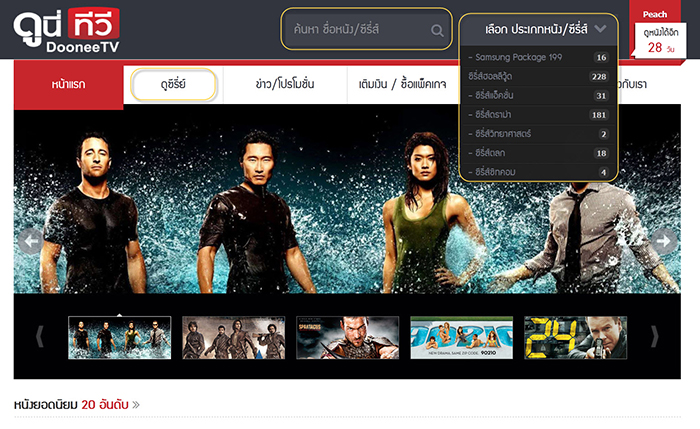 ดูนี่ ทีวี
DooneeTV
ค้นหา ชื่อหนัง/ซีรี่ส์
เลือก ประเภทหนัง/ซีรี่ส์
Peach
ดูหนังได้อีก
28 วัน
- Samsung Package 199 16
ซีรี่ส์ฮอลลิวู้ด 228
- ซีรี่ส์แอ็คชั่น 31
- ซีรี่ส์ดราม่า 181
- ซีรี่ส์วิทยาศาสตร์ 2
- ซีรี่ส์ตลก 18
- ซีรี่ส์ซิทคอม 4
หน้าแรก
ดูซีรี่ย์
ข่าว/โปรโมชั่น
เติมเงิน / ซื้อแพ็คเกจ
กับเรา
SPARTACUS
NEW DRAMA, SAME ZIP CODE. 90210
24
หนังยอดนิยม 20 อันดับ »